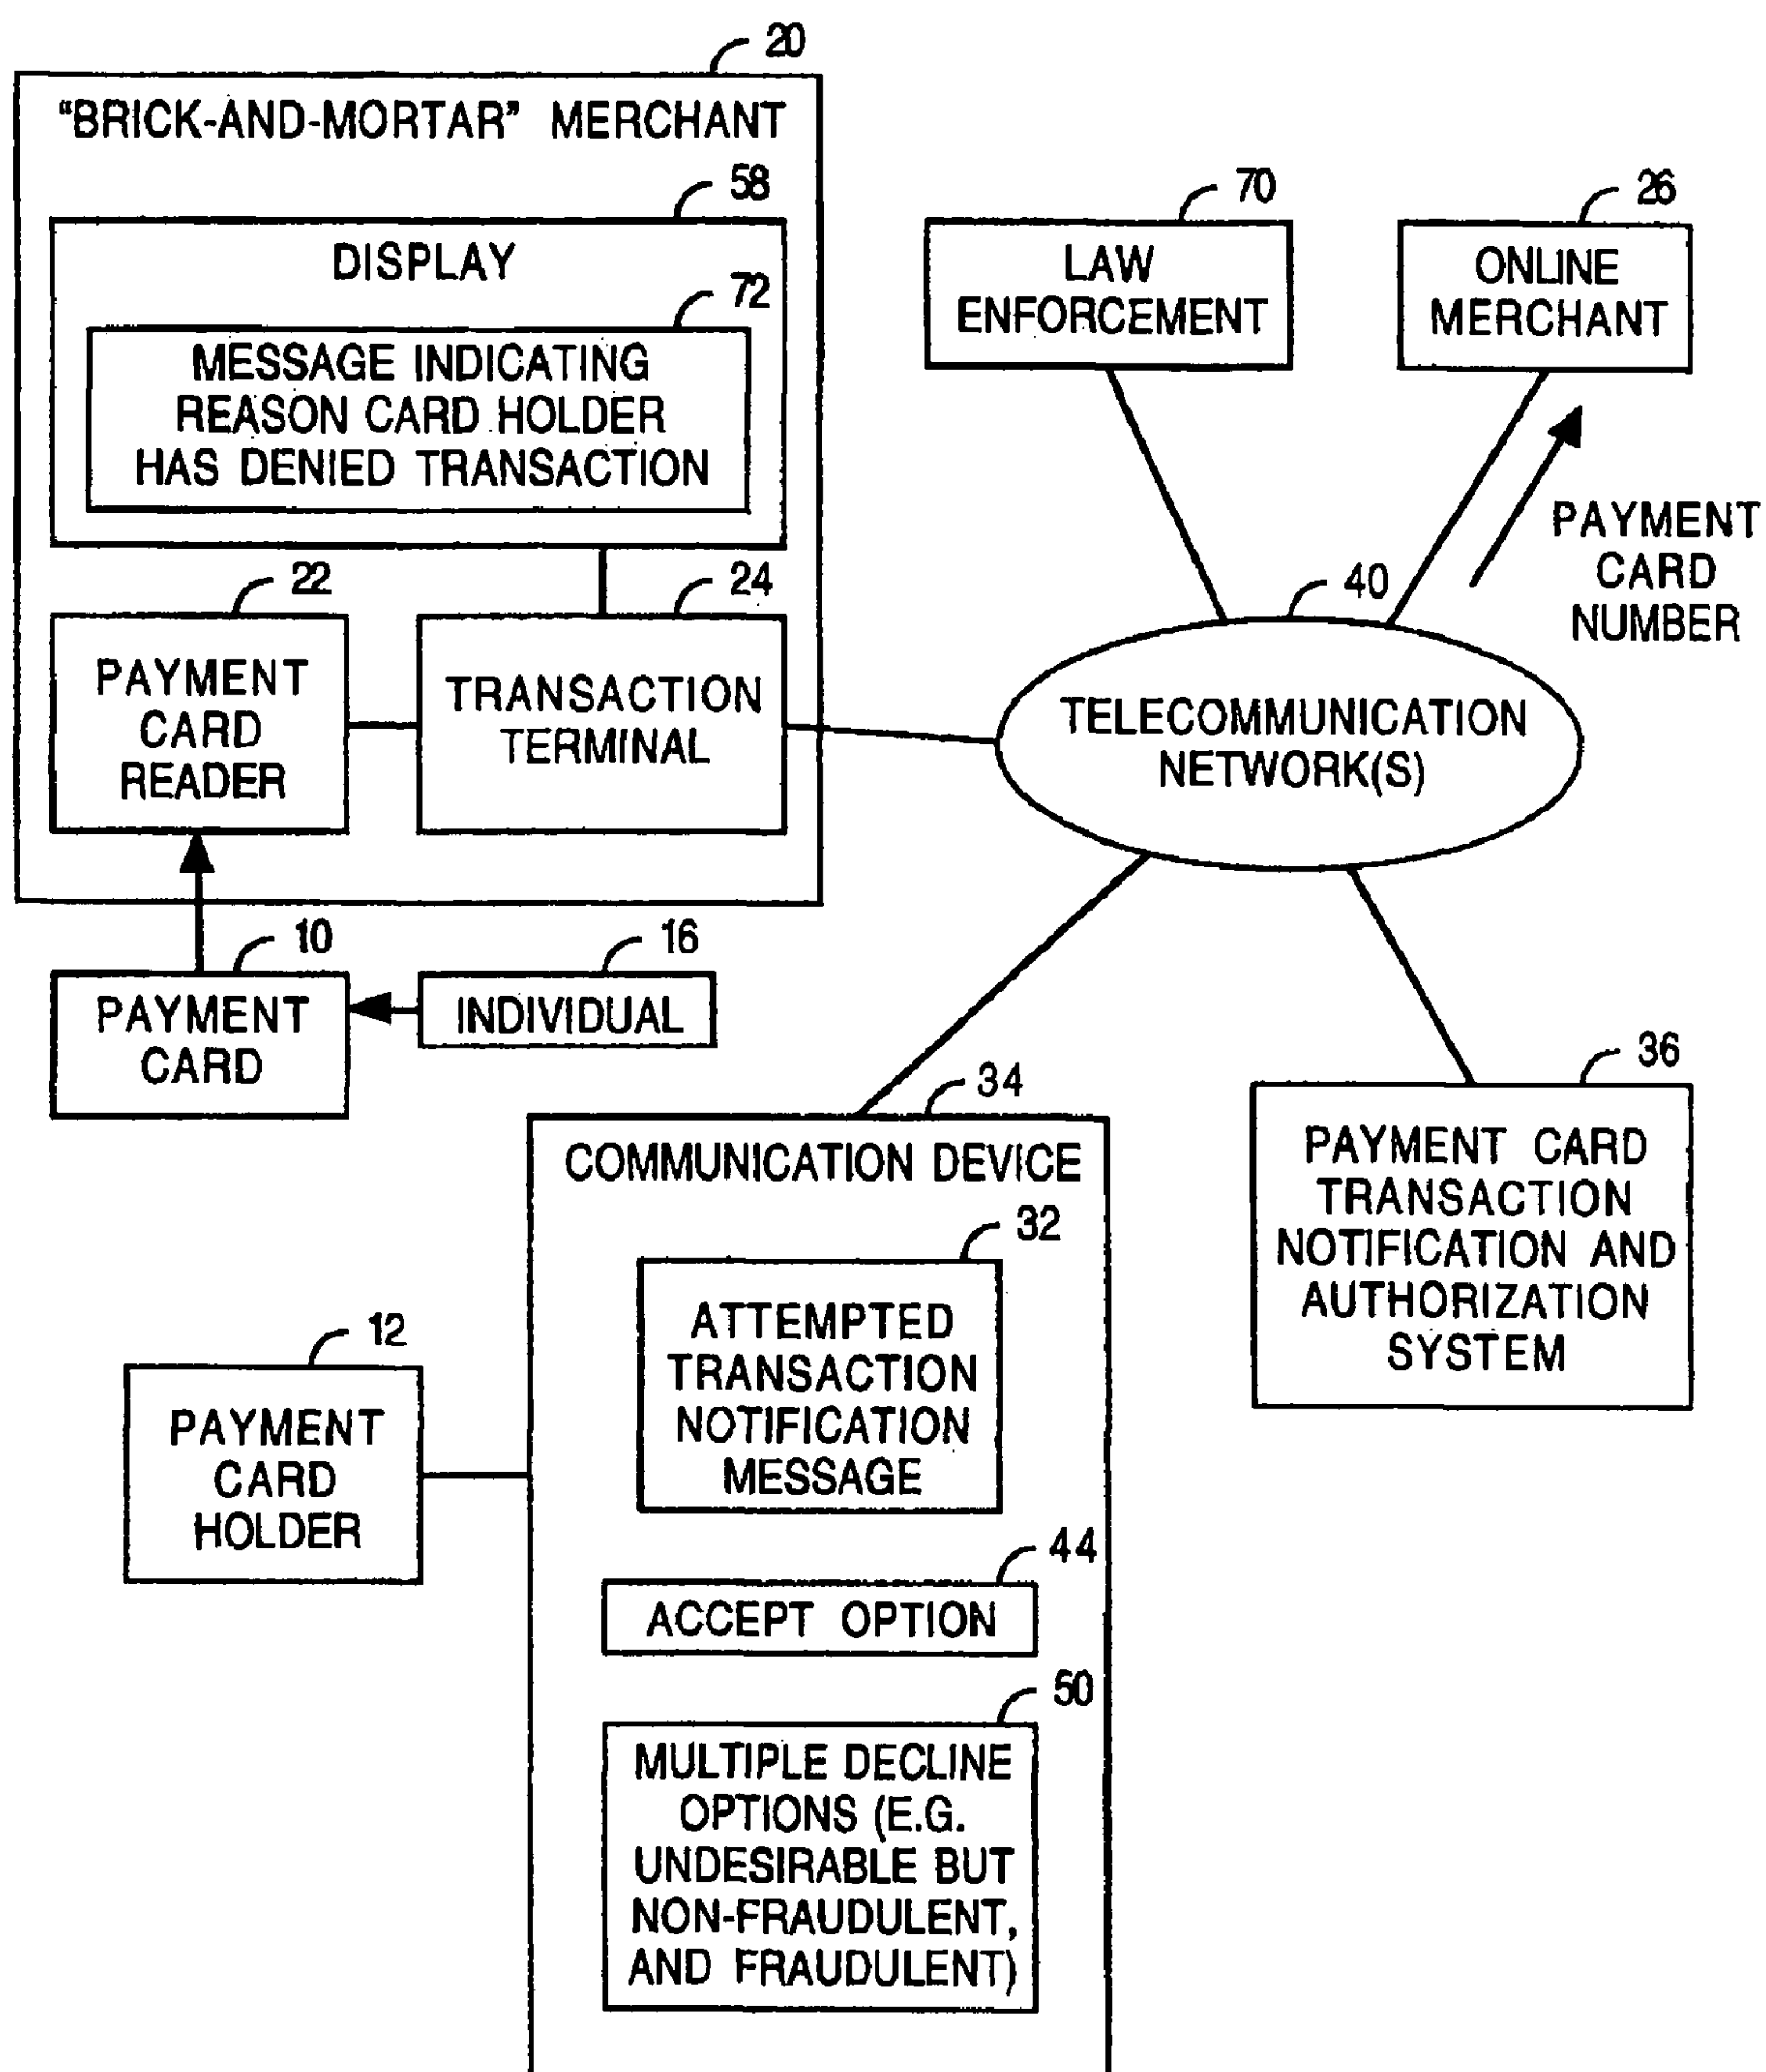 20
“BRICK-AND-MORTAR” MERCHANT
58
DISPLAY
72
MESSAGE INDICATING
REASON CARD HOLDER
HAS DENIED TRANSACTION
22
PAYMENT
CARD
READER
24
TRANSACTION
TERMINAL
70
LAW
ENFORCEMENT
26
ONLINE
MERCHANT
PAYMENT
CARD
NUMBER
40
TELECOMMUNICATION
NETWORK(S)
10
PAYMENT
CARD
16
INDIVIDUAL
34
COMMUNICATION DEVICE
32
ATTEMPTED
TRANSACTION
NOTIFICATION
MESSAGE
44
ACCEPT OPTION
50
MULTIPLE DECLINE
OPTIONS (E.G.
UNDESIRABLE BUT
NON-FRAUDULENT,
AND FRAUDULENT)
12
PAYMENT
CARD
HOLDER
36
PAYMENT CARD
TRANSACTION
NOTIFICATION AND
AUTHORIZATION
SYSTEM